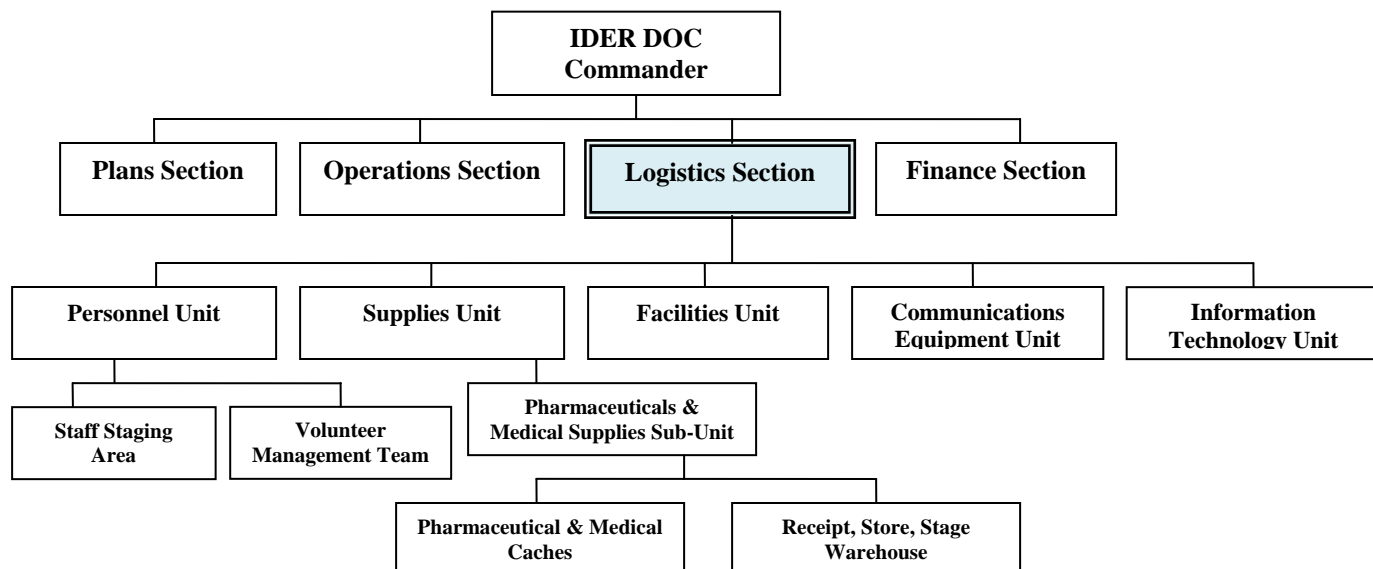 IDER DOC
Commander
Plans Section
Operations Section
Logistics Section
Finance Section
Personnel Unit
Supplies Unit
Facilities Unit
Communications
Equipment Unit
Information
Technology Unit
Staff Staging
Area
Volunteer
Management Team
Pharmaceuticals &
Medical Supplies Sub-Unit
Pharmaceutical & Medical
Caches
Receipt, Store, Stage
Warehouse